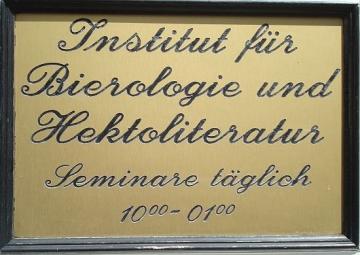 Institut für
Bierologie und
Hektoliteratur
Seminare täglich
10⁰⁰-01⁰⁰